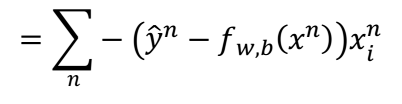 = ∑ₙ − (ŷⁿ − f_{w,b}(xⁿ)) xᵢⁿ